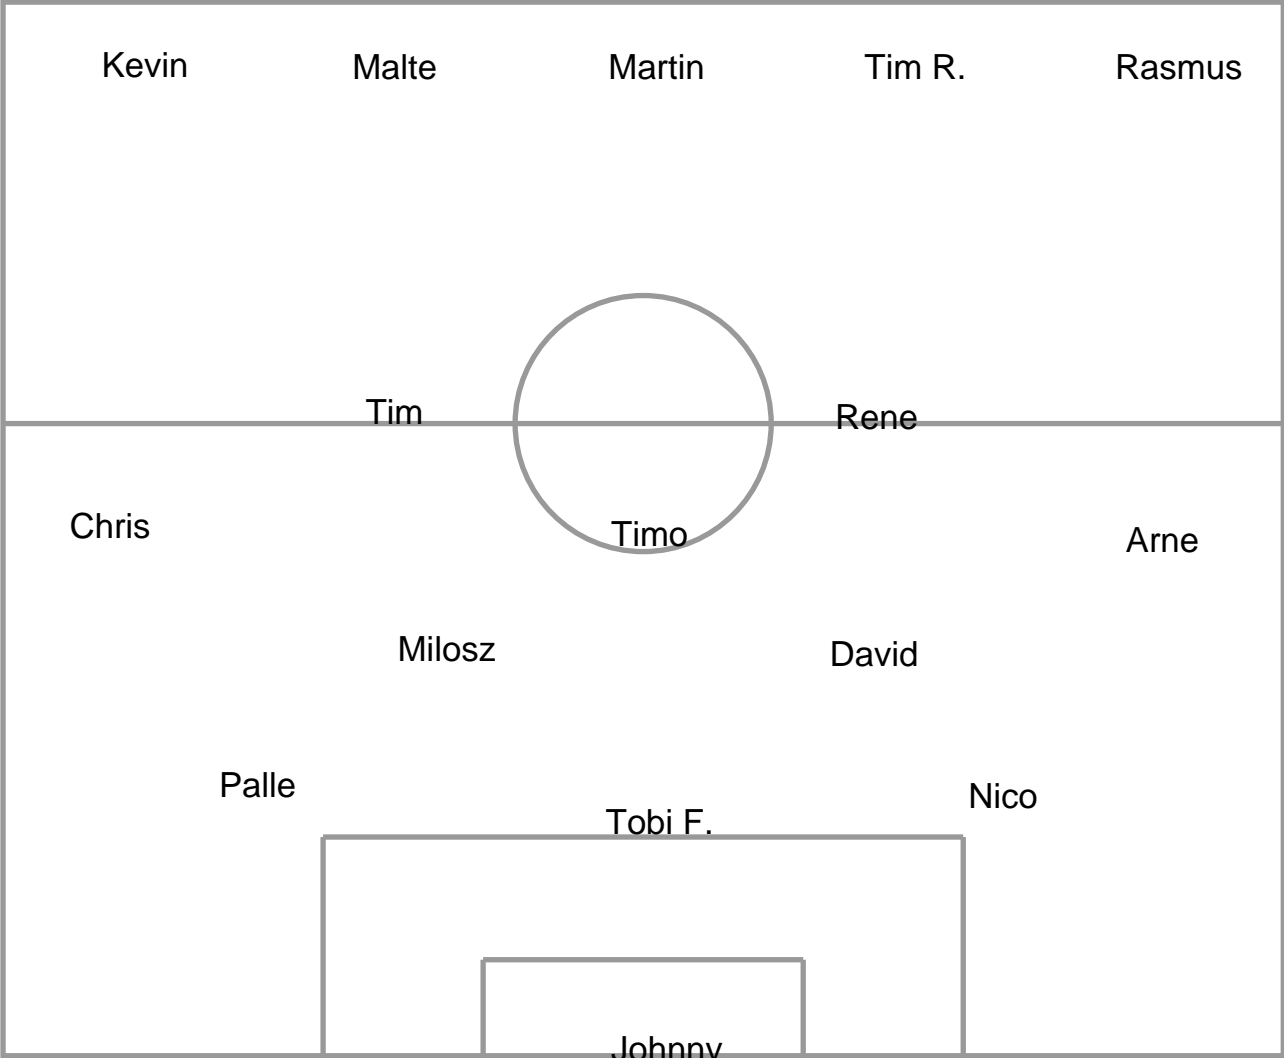 Kevin Malte Martin Tim R. Rasmus
Tim Rene
Chris Timo Arne
Milosz David
Palle Nico
Tobi F.
Johnny